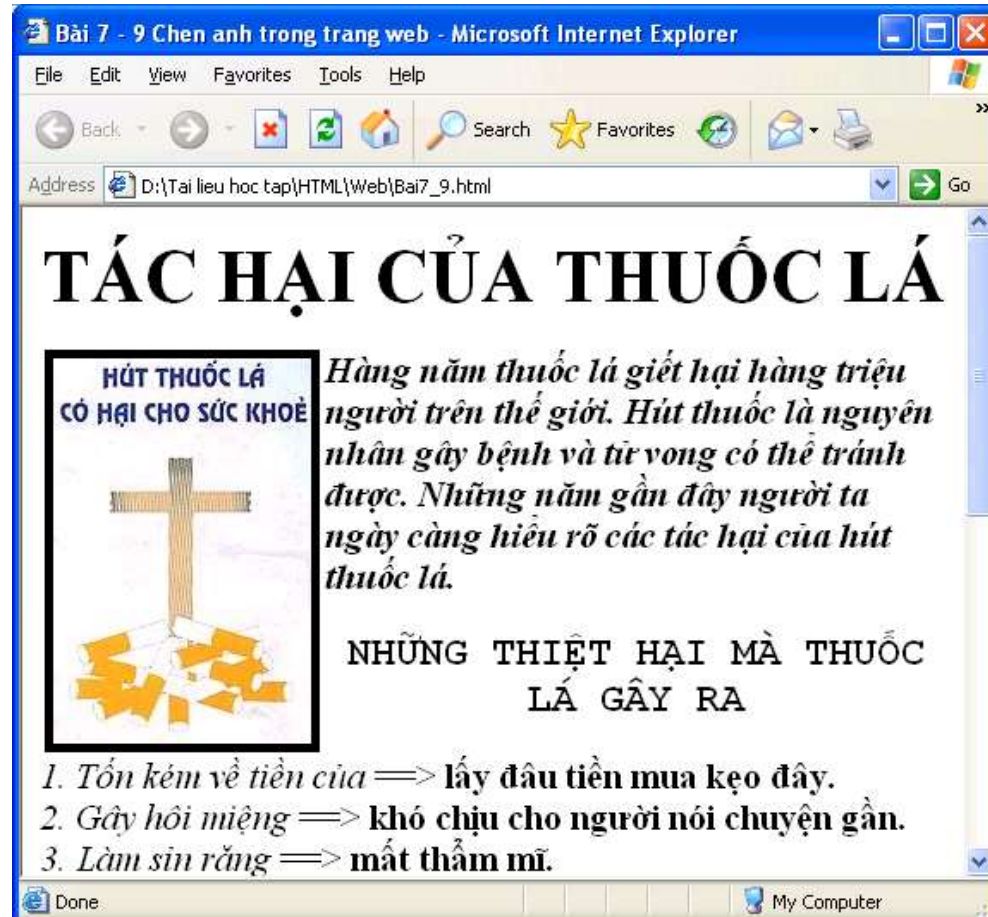 Bài 7 - 9 Chen anh trong trang web - Microsoft Internet Explorer
File Edit View Favorites Tools Help
Back Search Favorites
Address D:\Tai lieu hoc tap\HTML\Web\Bai7_9.html Go
TÁC HẠI CỦA THUỐC LÁ
HÚT THUỐC LÁ
CÓ HẠI CHO SỨC KHOẺ
Hàng năm thuốc lá giết hại hàng triệu
người trên thế giới. Hút thuốc là nguyên
nhân gây bệnh và tử vong có thể tránh
được. Những năm gần đây người ta
ngày càng hiểu rõ các tác hại của hút
thuốc lá.
NHỮNG THIỆT HẠI MÀ THUỐC
LÁ GÂY RA
1. Tốn kém về tiền của ==> lấy đâu tiền mua kẹo đây.
2. Gây hôi miệng ==> khó chịu cho người nói chuyện gần.
3. Làm sin răng ==> mất thẩm mĩ.
Done My Computer